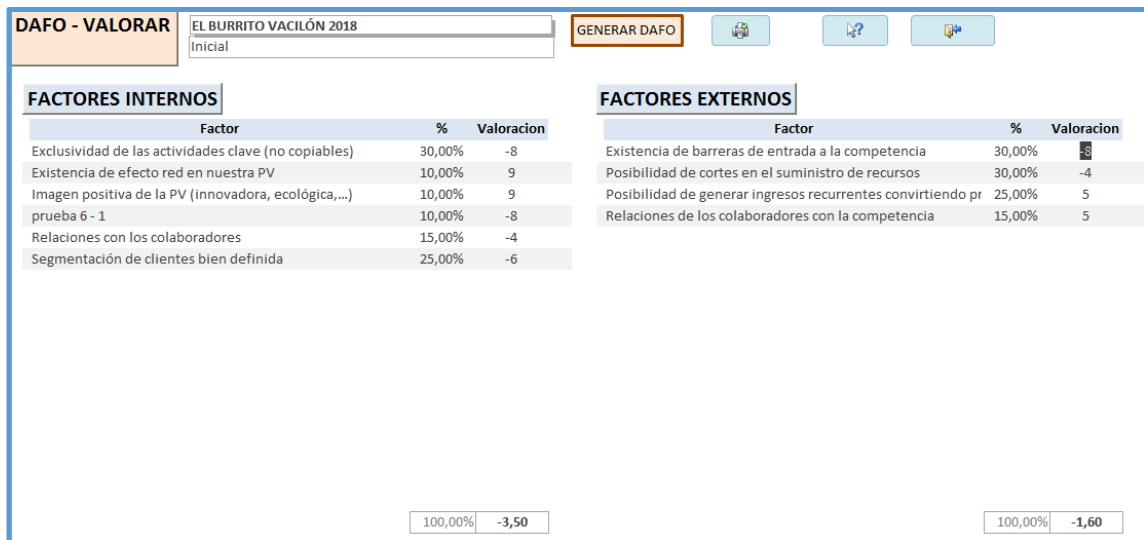 DAFO - VALORAR
EL BURRITO VACILÓN 2018
Inicial
GENERAR DAFO
FACTORES INTERNOS
Factor % Valoracion
Exclusividad de las actividades clave (no copiables) 30,00% -8
Existencia de efecto red en nuestra PV 10,00% 9
Imagen positiva de la PV (innovadora, ecológica,...) 10,00% 9
prueba 6 - 1 10,00% -8
Relaciones con los colaboradores 15,00% -4
Segmentación de clientes bien definida 25,00% -6
100,00% -3,50
FACTORES EXTERNOS
Factor % Valoracion
Existencia de barreras de entrada a la competencia 30,00% -8
Posibilidad de cortes en el suministro de recursos 30,00% -4
Posibilidad de generar ingresos recurrentes convirtiendo pr 25,00% 5
Relaciones de los colaboradores con la competencia 15,00% 5
100,00% -1,60